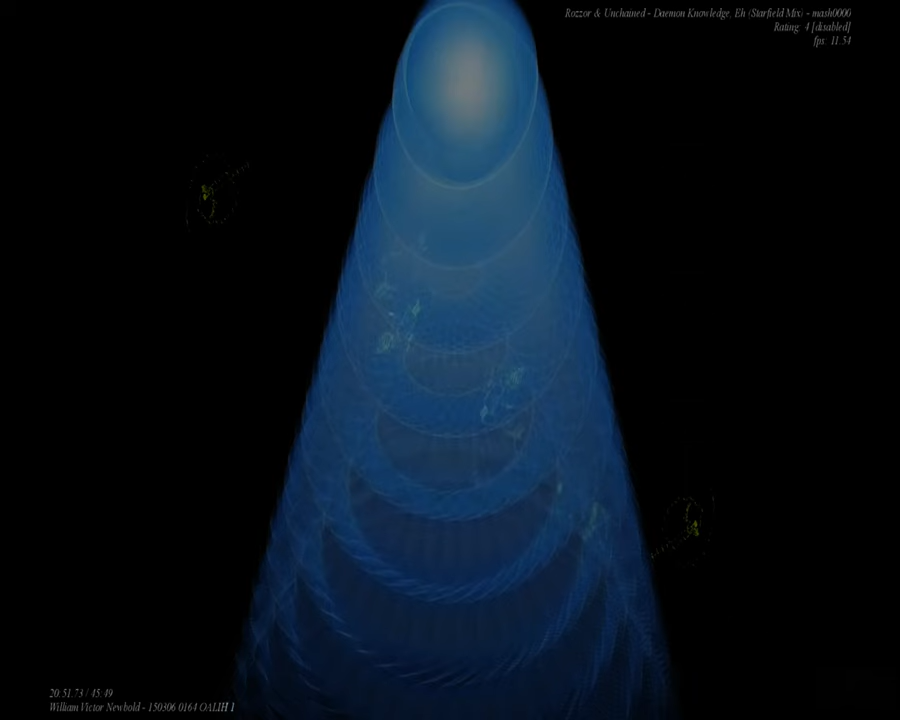 Rozzor & Unchained - Daemon Knowledge, Eh (Starfield Mix) - mash0000
Rating: 4 [disabled]
fps: 11.54
20:51.73 / 45:49
William Victor Newbold - 150306 0164 OALIH 1